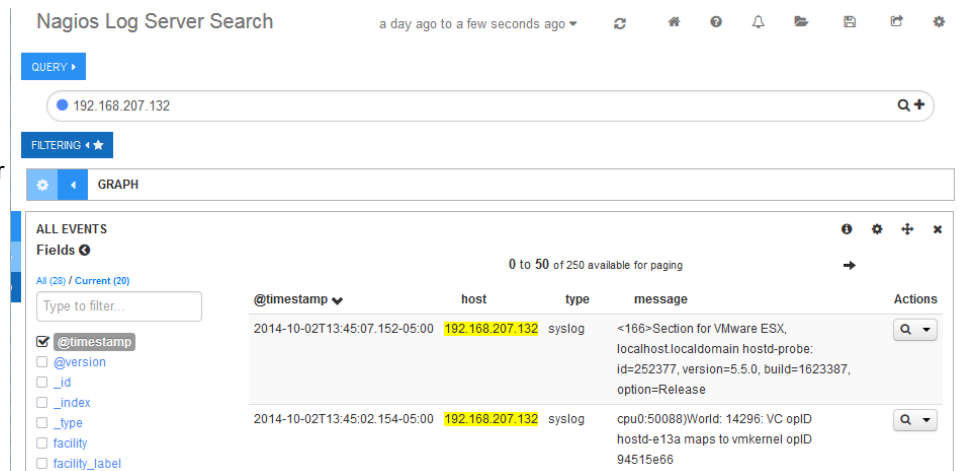 Nagios Log Server Search
a day ago to a few seconds ago
QUERY
192.168.207.132
FILTERING
r
GRAPH
ALL EVENTS
Fields
0 to 50 of 250 available for paging
All (28) / Current (20)
Type to filter...
@timestamp host type message Actions
@timestamp
@version
_id
_index
_type
facility
facility_label
2014-10-02T13:45:07.152-05:00 192.168.207.132 syslog <166>Section for VMware ESX,
localhost.localdomain hostd-probe:
id=252377, version=5.5.0, build=1623387,
option=Release
2014-10-02T13:45:02.154-05:00 192.168.207.132 syslog cpu0:50088)World: 14296: VC opID
hostd-e13a maps to vmkernel opID
94515e66